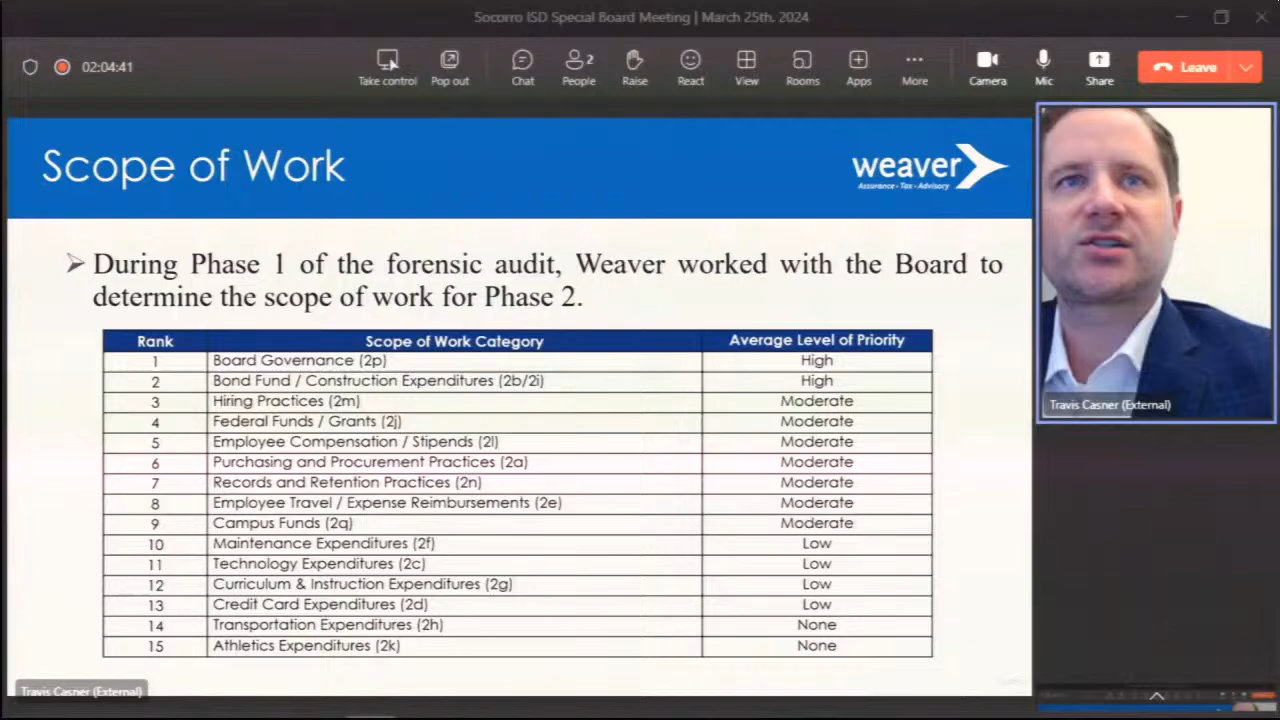 Socorro ISD Special Board Meeting | March 25th, 2024
02:04:41
Take control
Pop out
Chat
2
People
Raise
React
View
Rooms
Apps
More
Camera
Mic
Share
Leave
Scope of Work
weaver
Assurance • Tax • Advisory
During Phase 1 of the forensic audit, Weaver worked with the Board to
determine the scope of work for Phase 2.
Rank Scope of Work Category Average Level of Priority
1 Board Governance (2p) High
2 Bond Fund / Construction Expenditures (2b/2i) High
3 Hiring Practices (2m) Moderate
4 Federal Funds / Grants (2j) Moderate
5 Employee Compensation / Stipends (2l) Moderate
6 Purchasing and Procurement Practices (2a) Moderate
7 Records and Retention Practices (2n) Moderate
8 Employee Travel / Expense Reimbursements (2e) Moderate
9 Campus Funds (2q) Moderate
10 Maintenance Expenditures (2f) Low
11 Technology Expenditures (2c) Low
12 Curriculum & Instruction Expenditures (2g) Low
13 Credit Card Expenditures (2d) Low
14 Transportation Expenditures (2h) None
15 Athletics Expenditures (2k) None
Travis Casner (External)
Travis Casner (External)